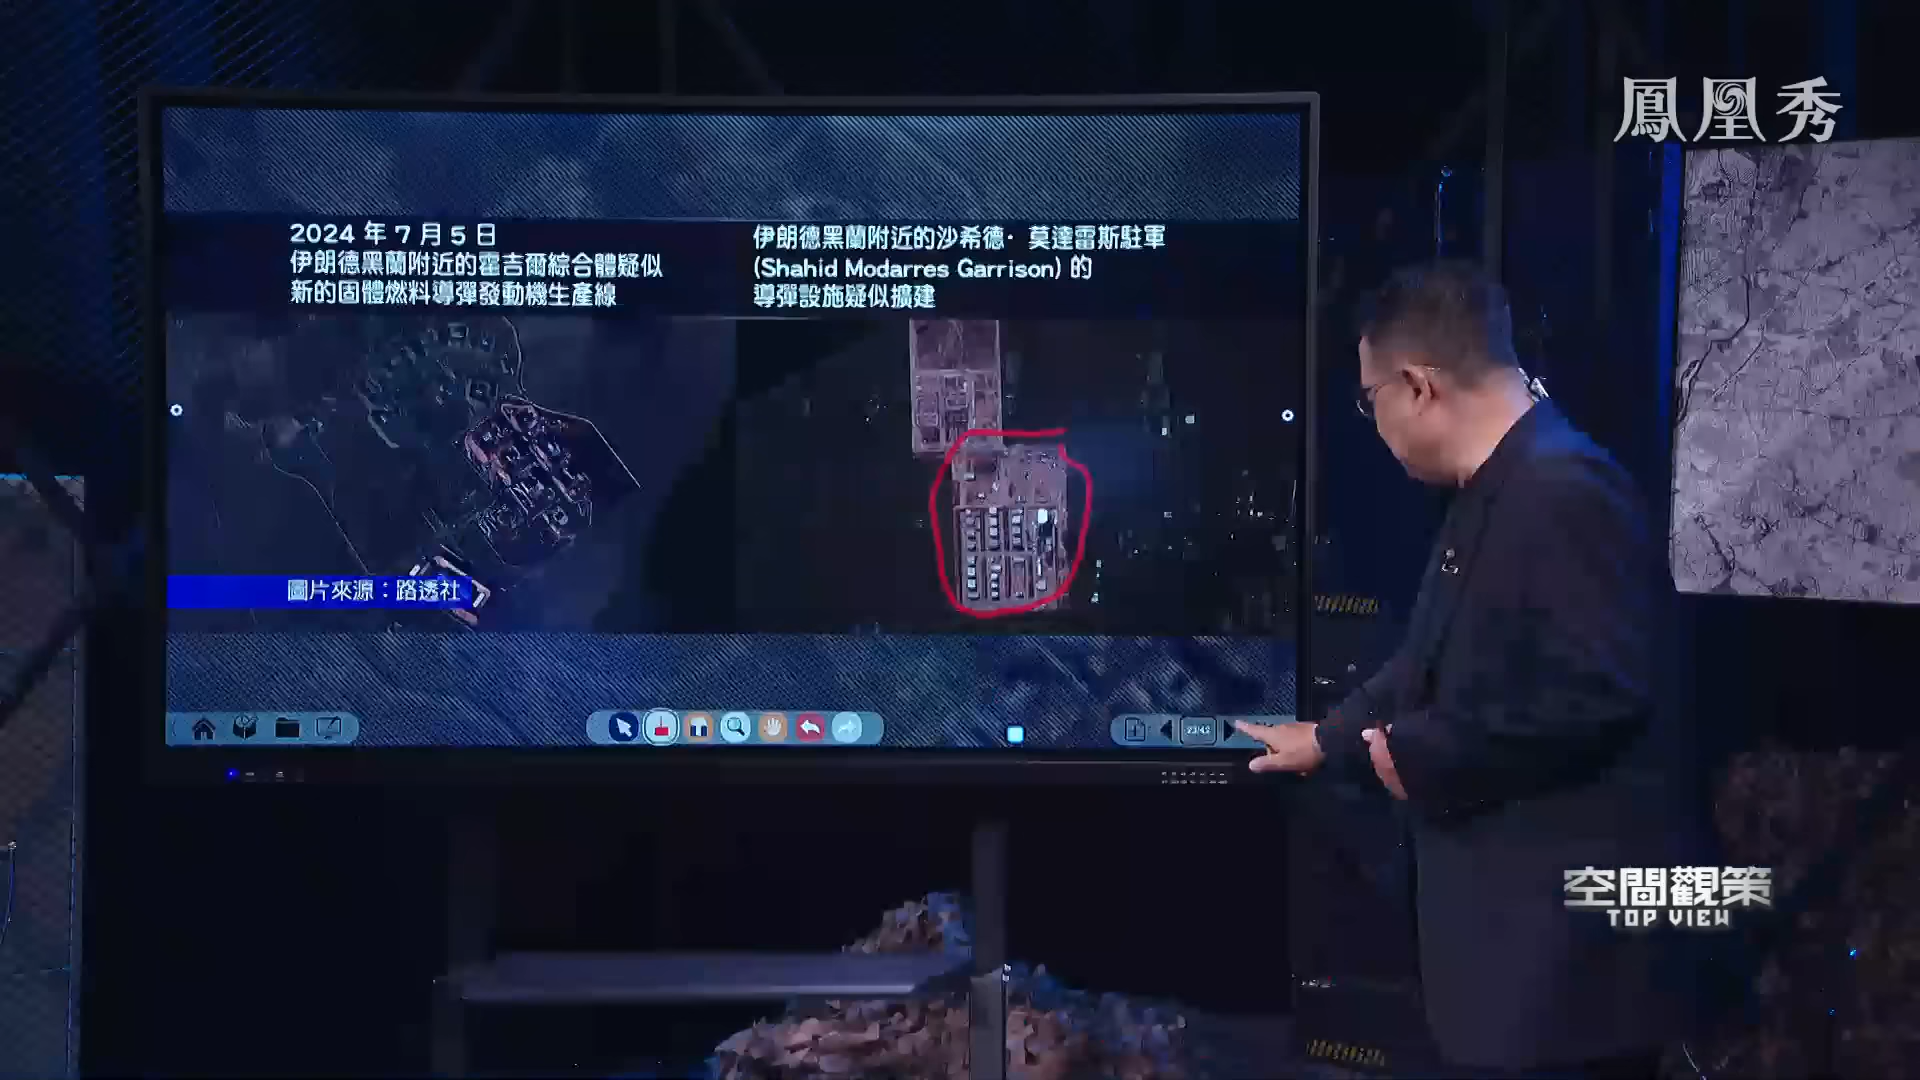 鳳凰秀
2024 年 7 月 5 日
伊朗德黑蘭附近的霍吉爾綜合體疑似
新的固體燃料導彈發動機生產線
伊朗德黑蘭附近的沙希德·莫達雷斯駐軍
(Shahid Modarres Garrison) 的
導彈設施疑似擴建
圖片來源：路透社
23/42
空間觀策
TOP VIEW